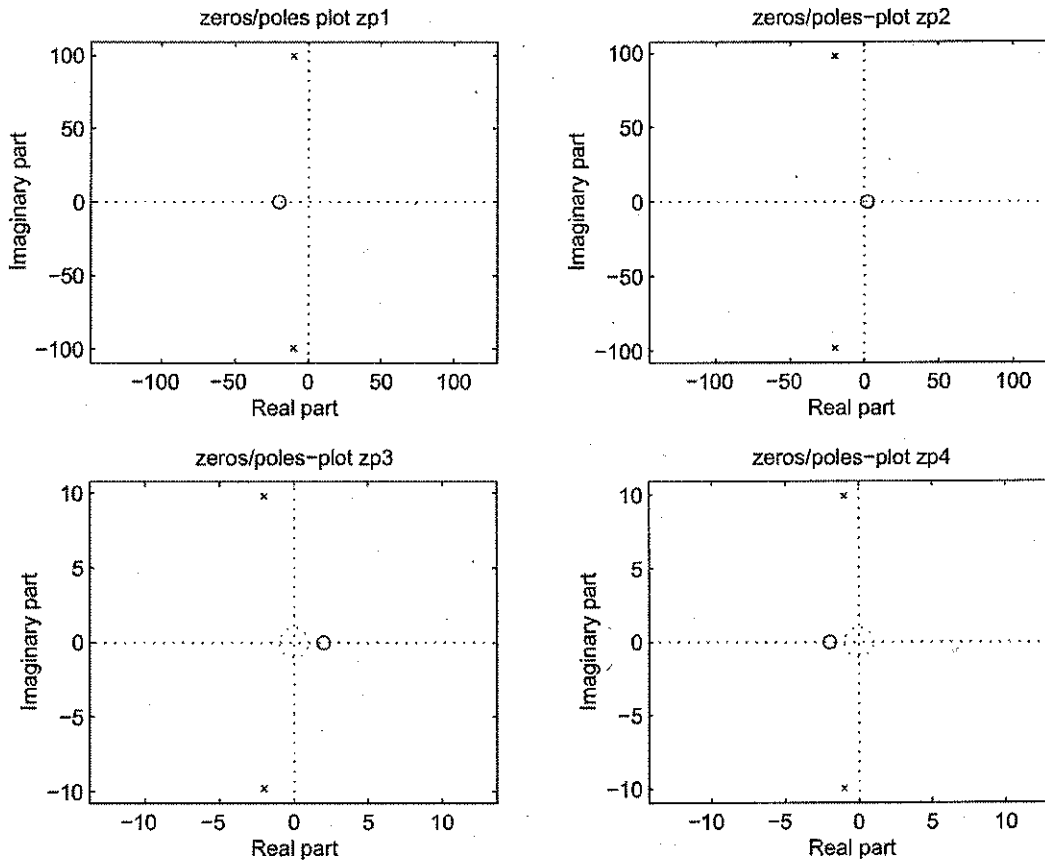 zeros/poles plot zp1
100
50
0
−50
−100
Imaginary part
−100 −50 0 50 100
Real part
zeros/poles−plot zp2
100
50
0
−50
−100
Imaginary part
−100 −50 0 50 100
Real part
zeros/poles−plot zp3
10
5
0
−5
−10
Imaginary part
−10 −5 0 5 10
Real part
zeros/poles−plot zp4
10
5
0
−5
−10
Imaginary part
−10 −5 0 5 10
Real part